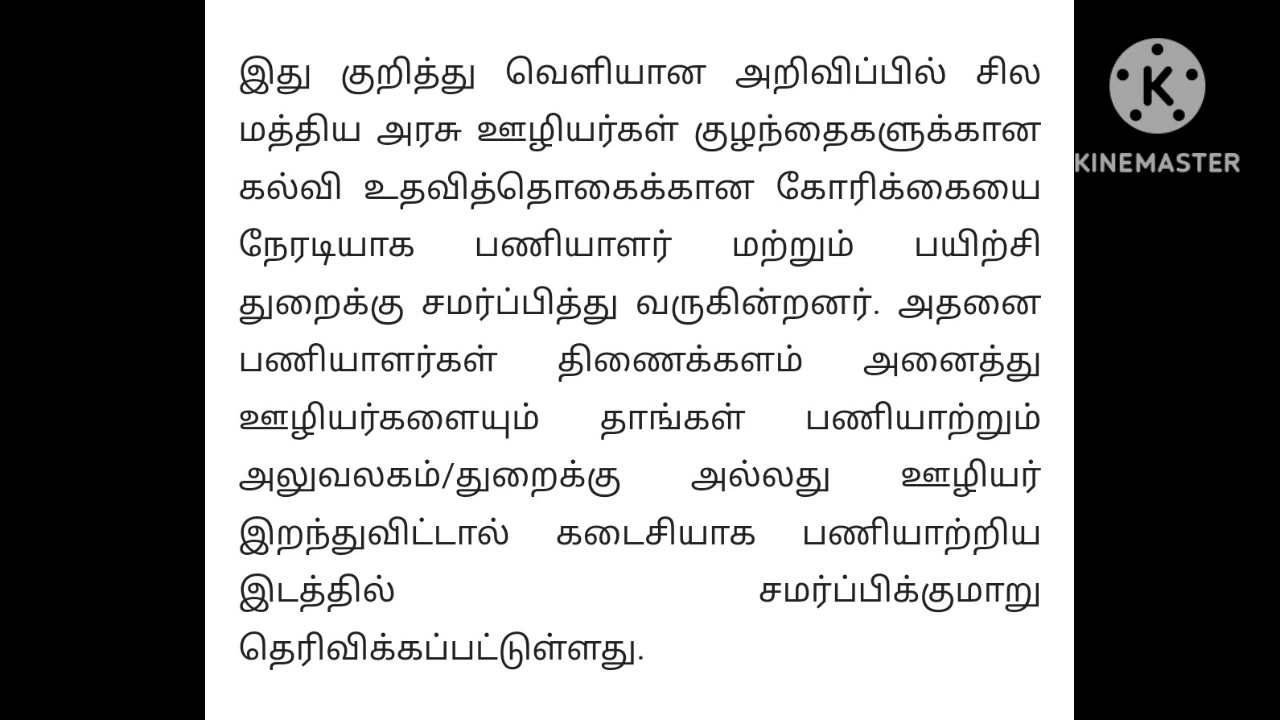 இது குறித்து வெளியான அறிவிப்பில் சில
மத்திய அரசு ஊழியர்கள் குழந்தைகளுக்கான
கல்வி உதவித்தொகைக்கான கோரிக்கையை
நேரடியாக பணியாளர் மற்றும் பயிற்சி
துறைக்கு சமர்ப்பித்து வருகின்றனர். அதனை
பணியாளர்கள் திணைக்களம் அனைத்து
ஊழியர்களையும் தாங்கள் பணியாற்றும்
அலுவலகம்/துறைக்கு அல்லது ஊழியர்
இறந்துவிட்டால் கடைசியாக பணியாற்றிய
இடத்தில் சமர்ப்பிக்குமாறு
தெரிவிக்கப்பட்டுள்ளது.
K
KINEMASTER